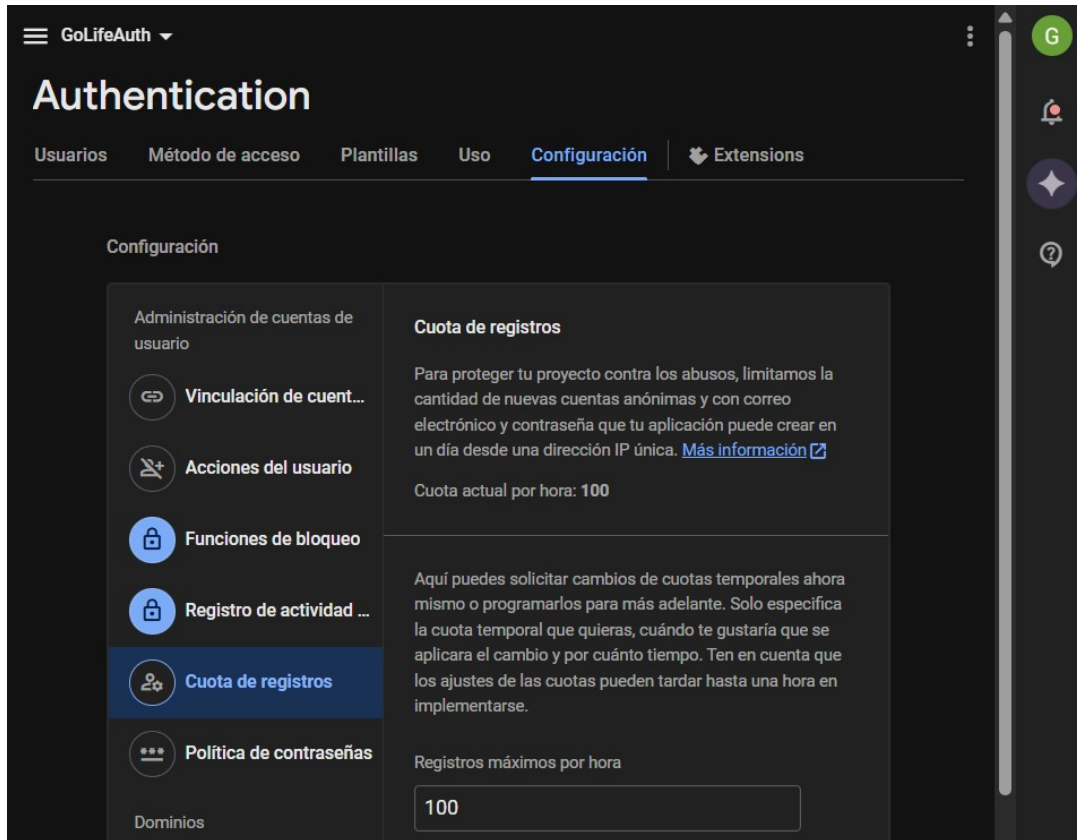 GoLifeAuth
G
Authentication
Usuarios Método de acceso Plantillas Uso Configuración Extensions
Configuración
Administración de cuentas de
usuario
Vinculación de cuent...
Acciones del usuario
Funciones de bloqueo
Registro de actividad ...
Cuota de registros
Política de contraseñas
Dominios
Cuota de registros
Para proteger tu proyecto contra los abusos, limitamos la
cantidad de nuevas cuentas anónimas y con correo
electrónico y contraseña que tu aplicación puede crear en
un día desde una dirección IP única. Más información
Cuota actual por hora: 100
Aquí puedes solicitar cambios de cuotas temporales ahora
mismo o programarlos para más adelante. Solo especifica
la cuota temporal que quieras, cuándo te gustaría que se
aplicara el cambio y por cuánto tiempo. Ten en cuenta que
los ajustes de las cuotas pueden tardar hasta una hora en
implementarse.
Registros máximos por hora
100